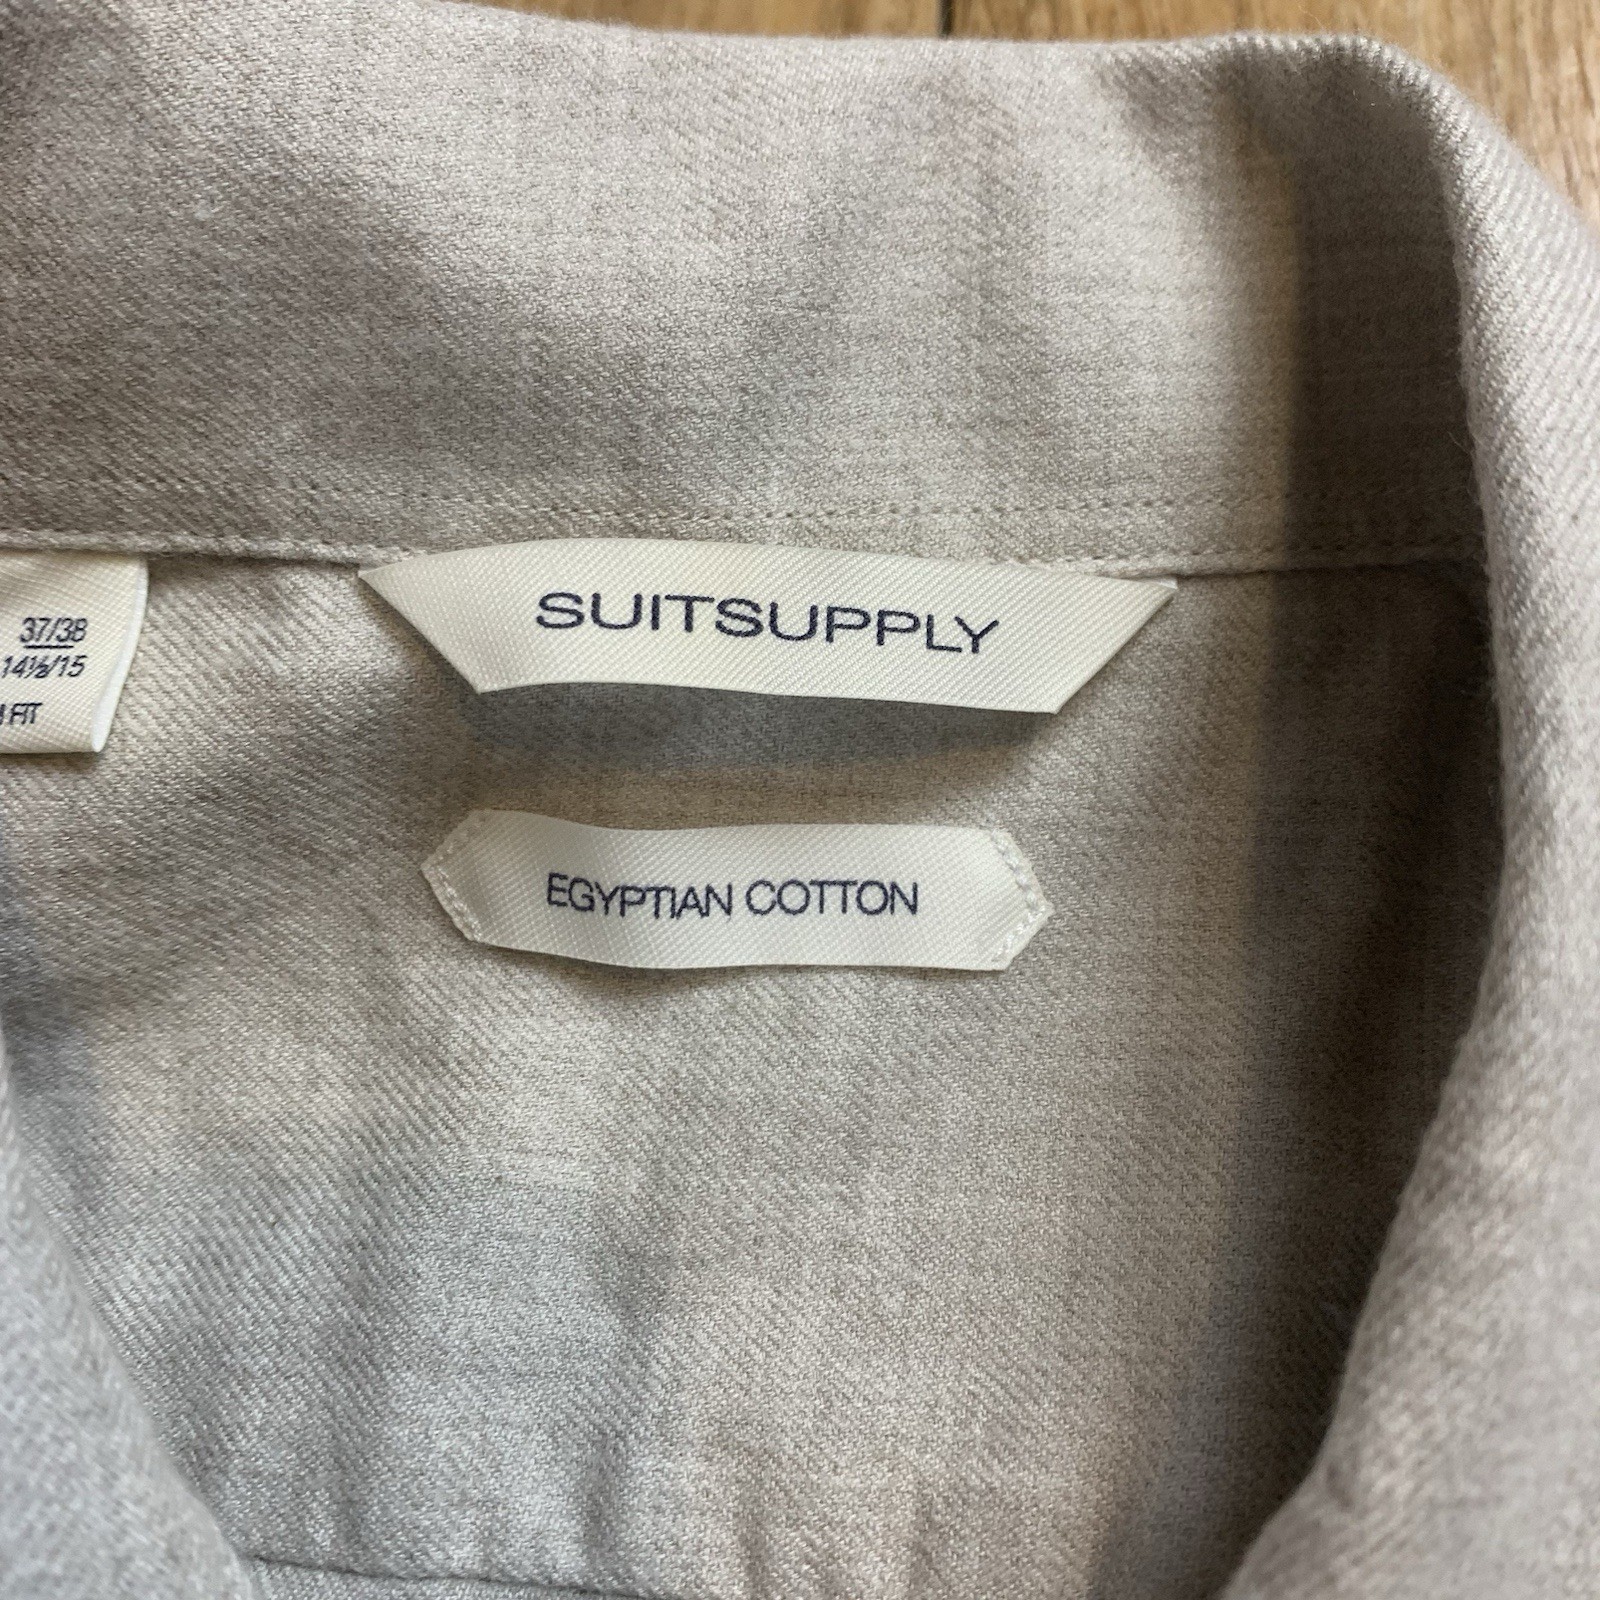 37/38
14½/15
FIT
SUITSUPPLY
EGYPTIAN COTTON